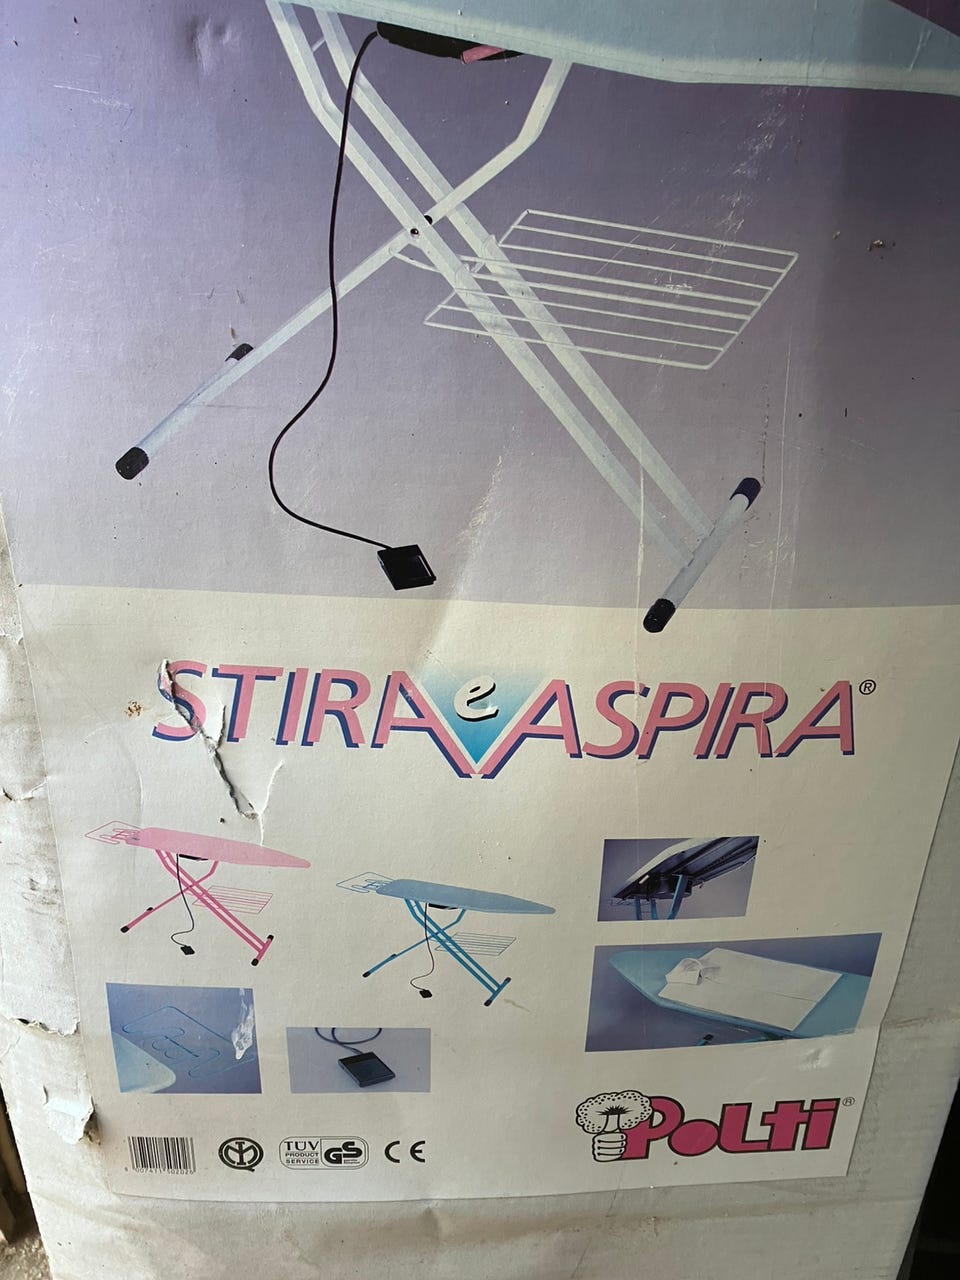 STIRA e ASPIRA®
POLTi®
TÜV
PRODUCT
SERVICE
GS
CE